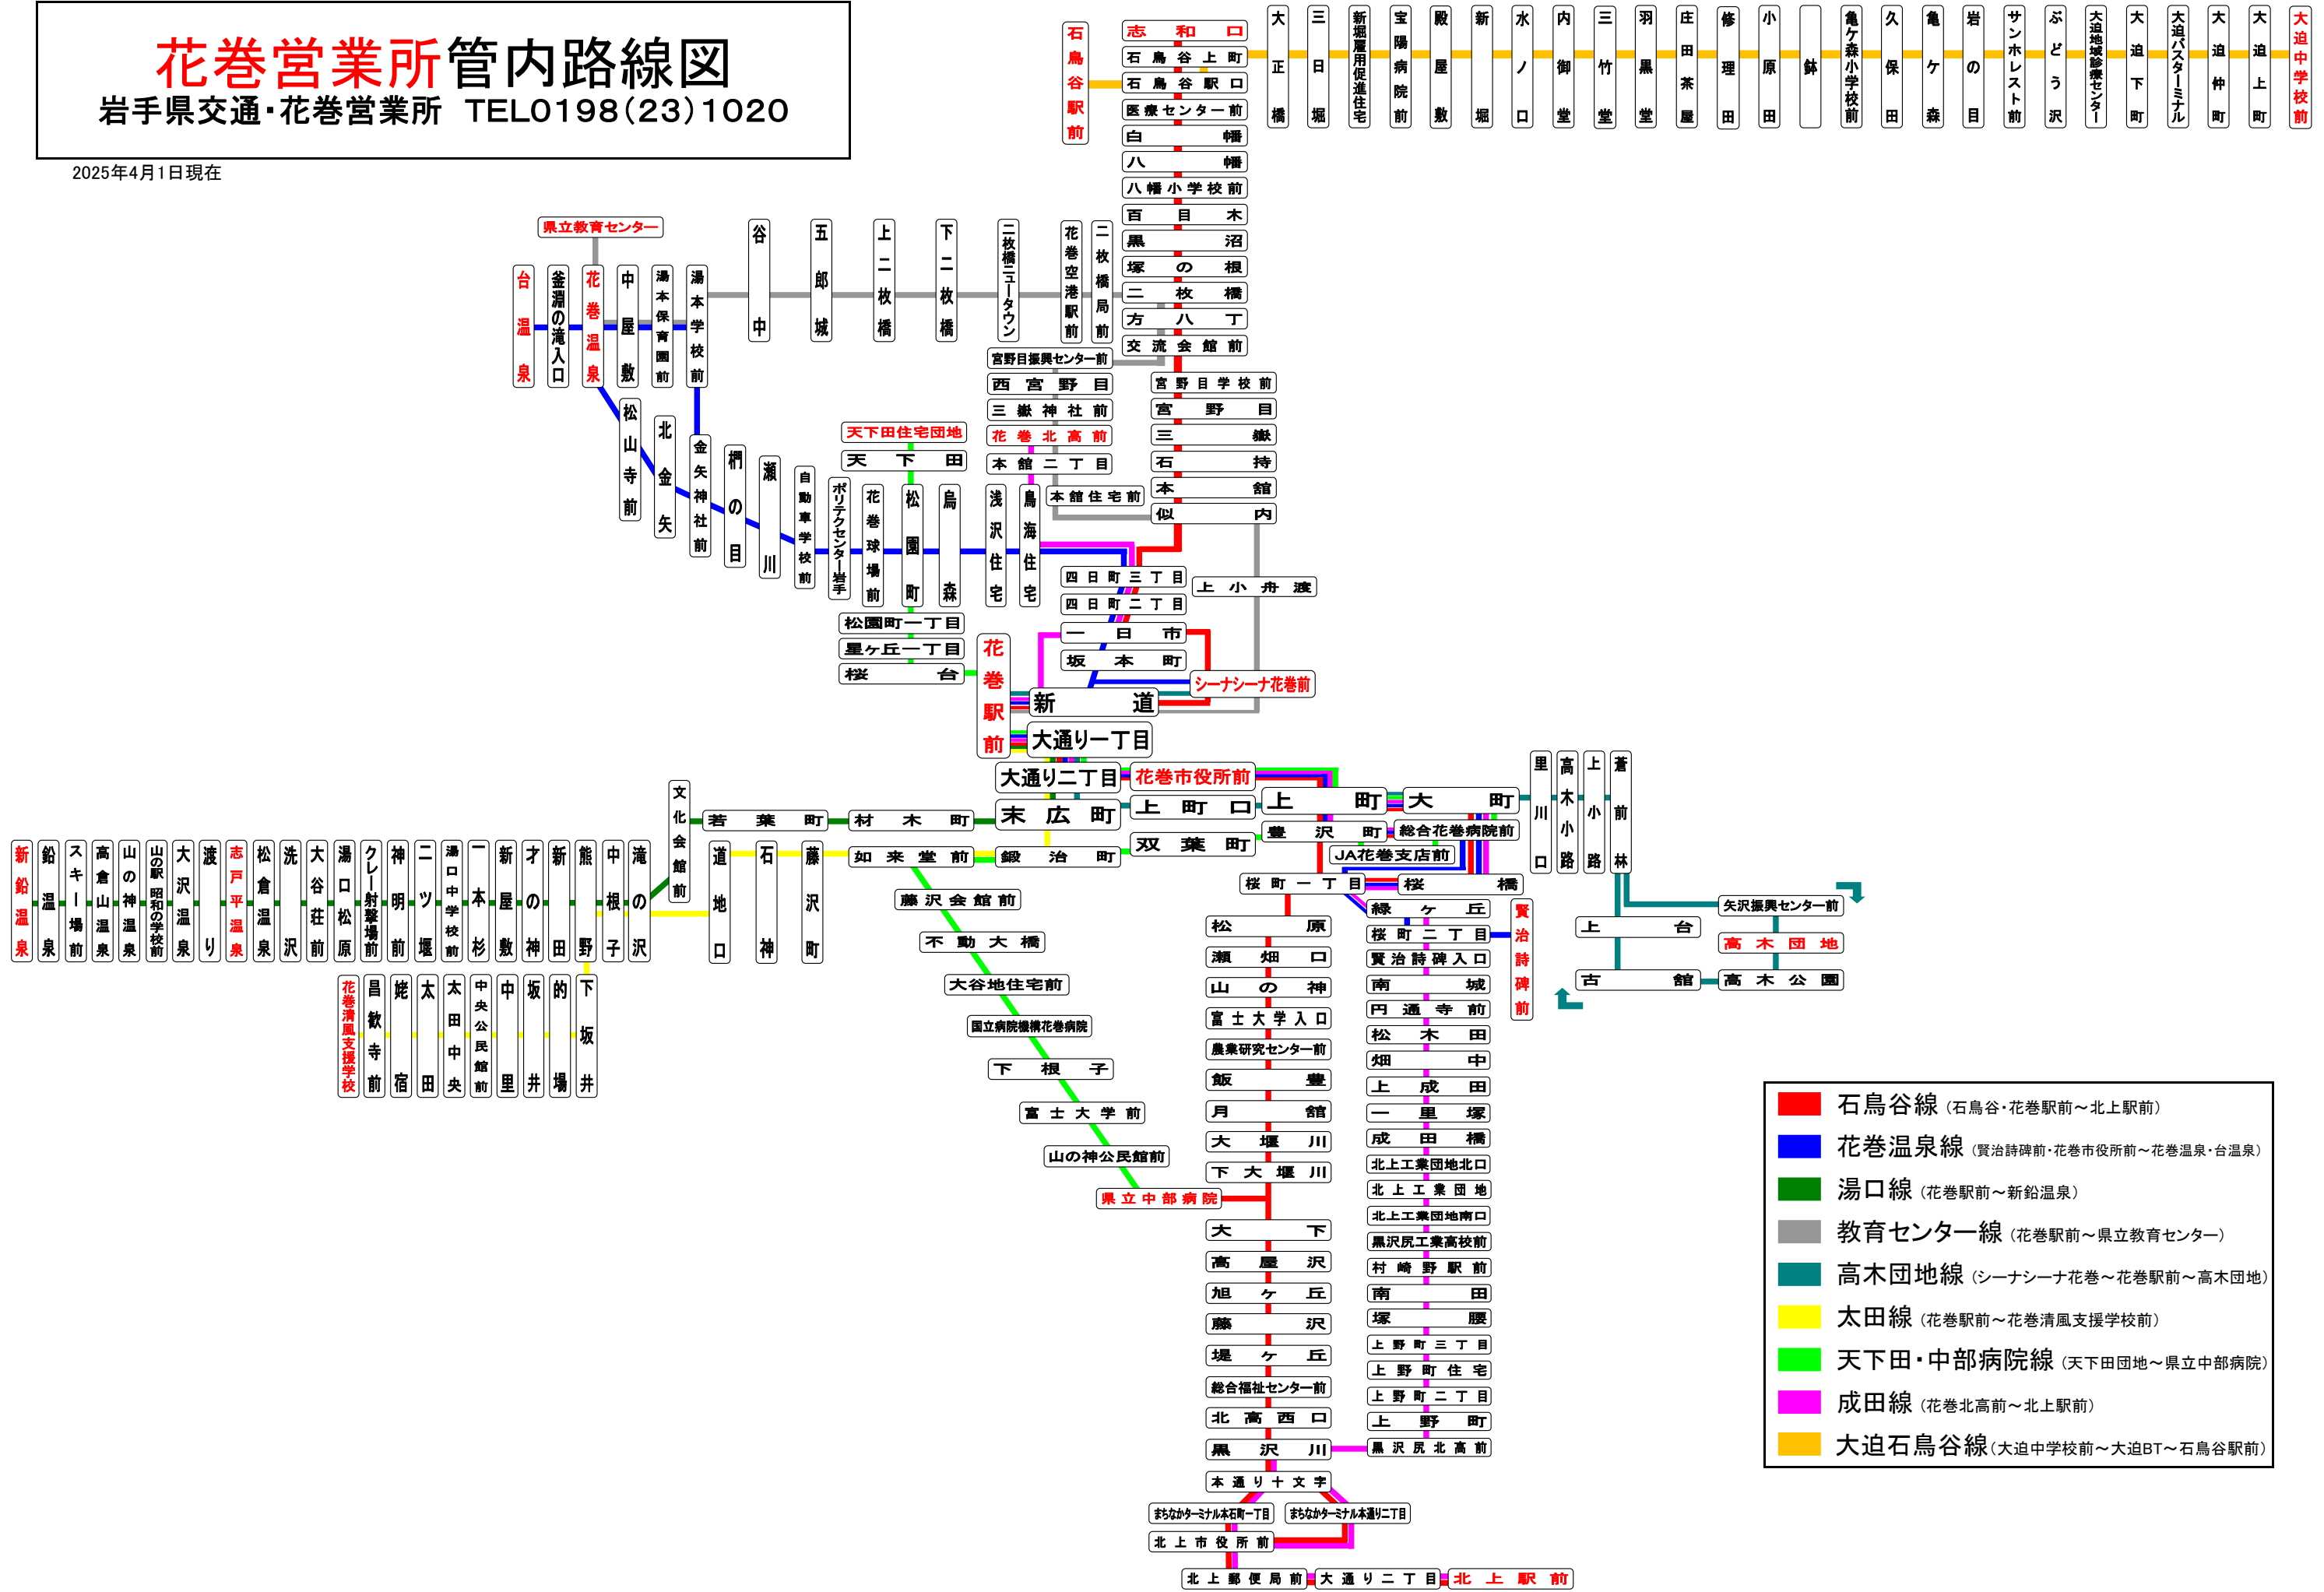 花巻営業所管内路線図
岩手県交通・花巻営業所 TEL0198(23)1020
2025年4月1日現在
石鳥谷駅前
志和口
石鳥谷上町
石鳥谷駅口
医療センター前
白幡
八幡
八幡小学校前
百目木
黒沼
塚の根
二枚橋
方八丁
交流会館前
大正橋
三日堀
新堀雇用促進住宅
宝陽病院前
殿屋敷
新堀
水ノ口
内御堂
三竹堂
羽黒堂
庄田茶屋
修理田
小原田
鉢
亀ケ森小学校前
久保田
亀ケ森
岩の目
サンホレスト前
ぶどう沢
大迫地域診療センター
大迫下町
大迫バスターミナル
大迫仲町
大迫上町
大迫中学校前
県立教育センター
台温泉
釜淵の滝入口
花巻温泉
中屋敷
湯本保育園前
湯本学校前
谷中
五郎城
上二枚橋
下二枚橋
二枚橋ニュータウン
花巻空港駅前
二枚橋局前
宮野目振興センター前
西宮野目
三嶽神社前
花巻北高前
本舘二丁目
本舘住宅前
宮野目学校前
宮野目
三嶽
石持
本舘
似内
松山寺前
北金矢
金矢神社前
椚の目
瀬川
自動車学校前
ポリテクセンター岩手
花巻球場前
松園町
烏森
浅沢住宅
鳥海住宅
天下田住宅団地
天下田
松園町一丁目
星ケ丘一丁目
桜台
四日町三丁目
四日町二丁目
一日市
坂本町
上小舟渡
シーナシーナ花巻前
花巻駅前
新道
大通り一丁目
大通り二丁目
花巻市役所前
末広町
上町口
上町
大町
双葉町
豊沢町
総合花巻病院前
JA花巻支店前
鍛治町
如来堂前
材木町
若葉町
文化会館前
道地口
石神
藤沢町
里川口
高木小路
上小路
蒼前林
矢沢振興センター前
高木団地
高木公園
上台
古舘
桜町一丁目
桜橋
緑ヶ丘
桜町二丁目
賢治詩碑入口
賢治詩碑前
南城
円通寺前
松木田
畑中
上成田
一里塚
成田橋
北上工業団地北口
北上工業団地
北上工業団地南口
黒沢尻工業高校前
村崎野駅前
南田
塚腰
上野町三丁目
上野町住宅
上野町二丁目
上野町
黒沢尻北高前
松原
瀬畑口
山の神
富士大学入口
農業研究センター前
飯豊
月舘
大堰川
下大堰川
大下
高屋沢
旭ケ丘
藤沢
堤ケ丘
総合福祉センター前
北高西口
黒沢川
本通り十文字
まちなかターミナル本石町一丁目
まちなかターミナル本通り二丁目
北上市役所前
北上郵便局前
大通り二丁目
北上駅前
藤沢会館前
不動大橋
大谷地住宅前
国立病院機構花巻病院
下根子
富士大学前
山の神公民館前
県立中部病院
新鉛温泉
鉛温泉
スキー場前
高倉山温泉
山の神温泉
山の駅 昭和の学校前
大沢温泉
渡り
志戸平温泉
松倉温泉
洗沢
大谷荘前
湯口松原
クレー射撃場前
神明前
二ツ堰
湯口中学校前
一本杉
新屋敷
才の神
新田
熊野
中根子
滝の沢
花巻清風支援学校
昌歓寺前
姥宿
太田
太田中央
中央公民館前
中里
坂井
的場
下坂井
石鳥谷線(石鳥谷・花巻駅前～北上駅前)
花巻温泉線(賢治詩碑前・花巻市役所前～花巻温泉・台温泉)
湯口線(花巻駅前～新鉛温泉)
教育センター線(花巻駅前～県立教育センター)
高木団地線(シーナシーナ花巻～花巻駅前～高木団地)
太田線(花巻駅前～花巻清風支援学校前)
天下田・中部病院線(天下田団地～県立中部病院)
成田線(花巻北高前～北上駅前)
大迫石鳥谷線(大迫中学校前～大迫BT～石鳥谷駅前)